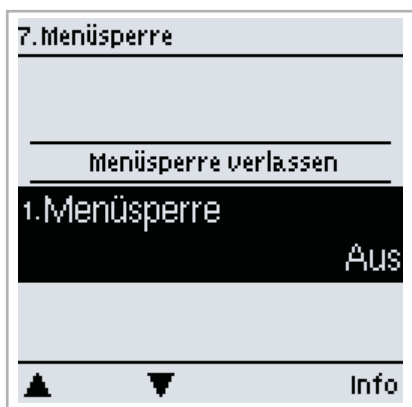 7. Menüsperre
Menüsperre verlassen
1. Menüsperre
Aus
Info